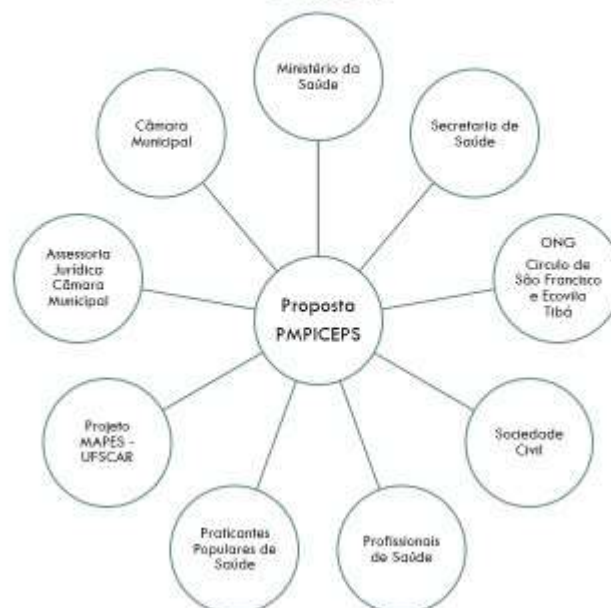 Ministério da
Saúde
Câmara
Municipal
Secretaria de
Saúde
Assessoria
Jurídica
Câmara
Municipal
ONG
Círculo de
São Francisco
e Ecovila
Tibá
Proposta
PMPICEPS
Projeto
MAPES -
UFSCAR
Sociedade
Civil
Praticantes
Populares de
Saúde
Profissionais
de Saúde